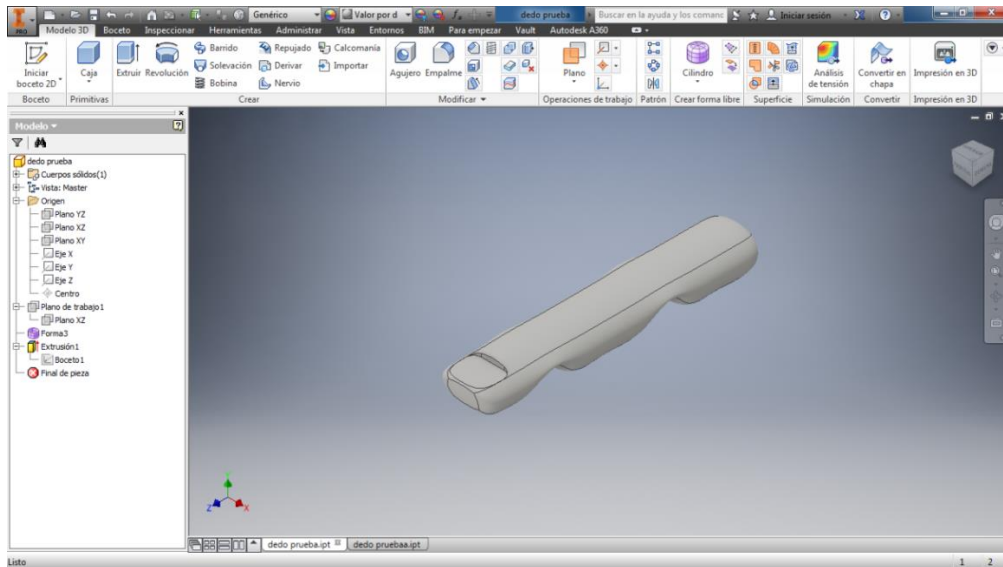 PRO
Genérico
Valor por d
dedo prueba
Buscar en la ayuda y los comanc
Iniciar sesión
Modelo 3D Boceto Inspeccionar Herramientas Administrar Vista Entornos BIM Para empezar Vault Autodesk A360
Iniciar boceto 2D
Caja
Extruir
Revolución
Barrido
Solevación
Bobina
Repujado
Derivar
Nervio
Calcomanía
Importar
Agujero
Empalme
Plano
Cilindro
Análisis de tensión
Convertir en chapa
Impresión en 3D
Boceto Primitivas Crear Modificar Operaciones de trabajo Patrón Crear forma libre Superficie Simulación Convertir Impresión en 3D
Modelo
dedo prueba
Cuerpos sólidos(1)
Vista: Master
Origen
Plano YZ
Plano XZ
Plano XY
Eje X
Eje Y
Eje Z
Centro
Plano de trabajo1
Plano XZ
Forma3
Extrusión1
Boceto1
Final de pieza
Z
X
dedo prueba.ipt
dedo pruebaa.ipt
Listo
1 2